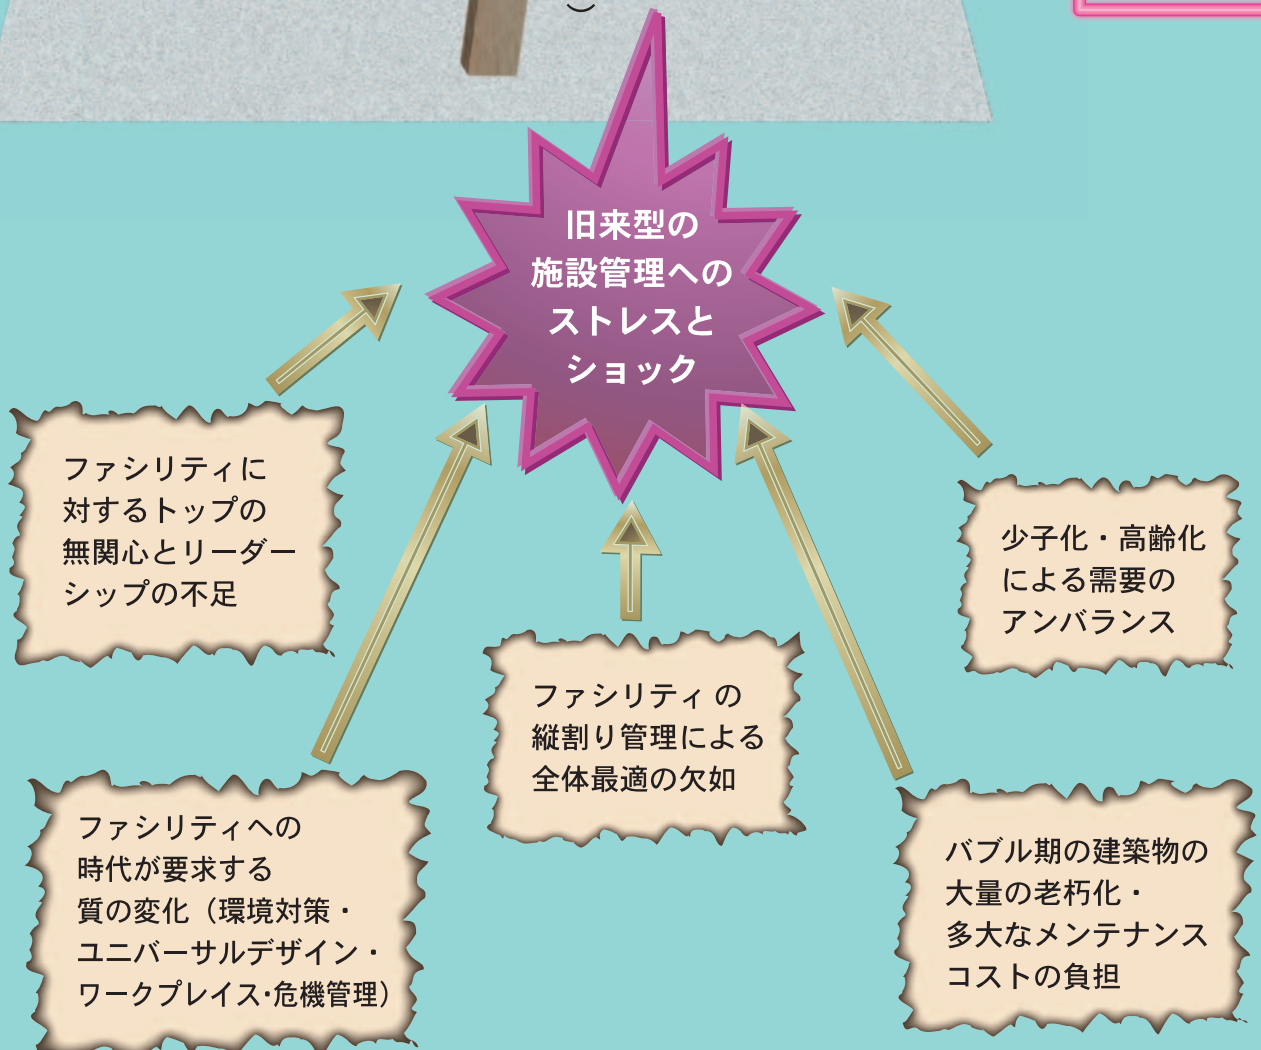 旧来型の
施設管理への
ストレスと
ショック
ファシリティに
対するトップの
無関心とリーダー
シップの不足
少子化・高齢化
による需要の
アンバランス
ファシリティ の
縦割り管理による
全体最適の欠如
ファシリティへの
時代が要求する
質の変化（環境対策・
ユニバーサルデザイン・
ワークプレイス・危機管理）
バブル期の建築物の
大量の老朽化・
多大なメンテナンス
コストの負担